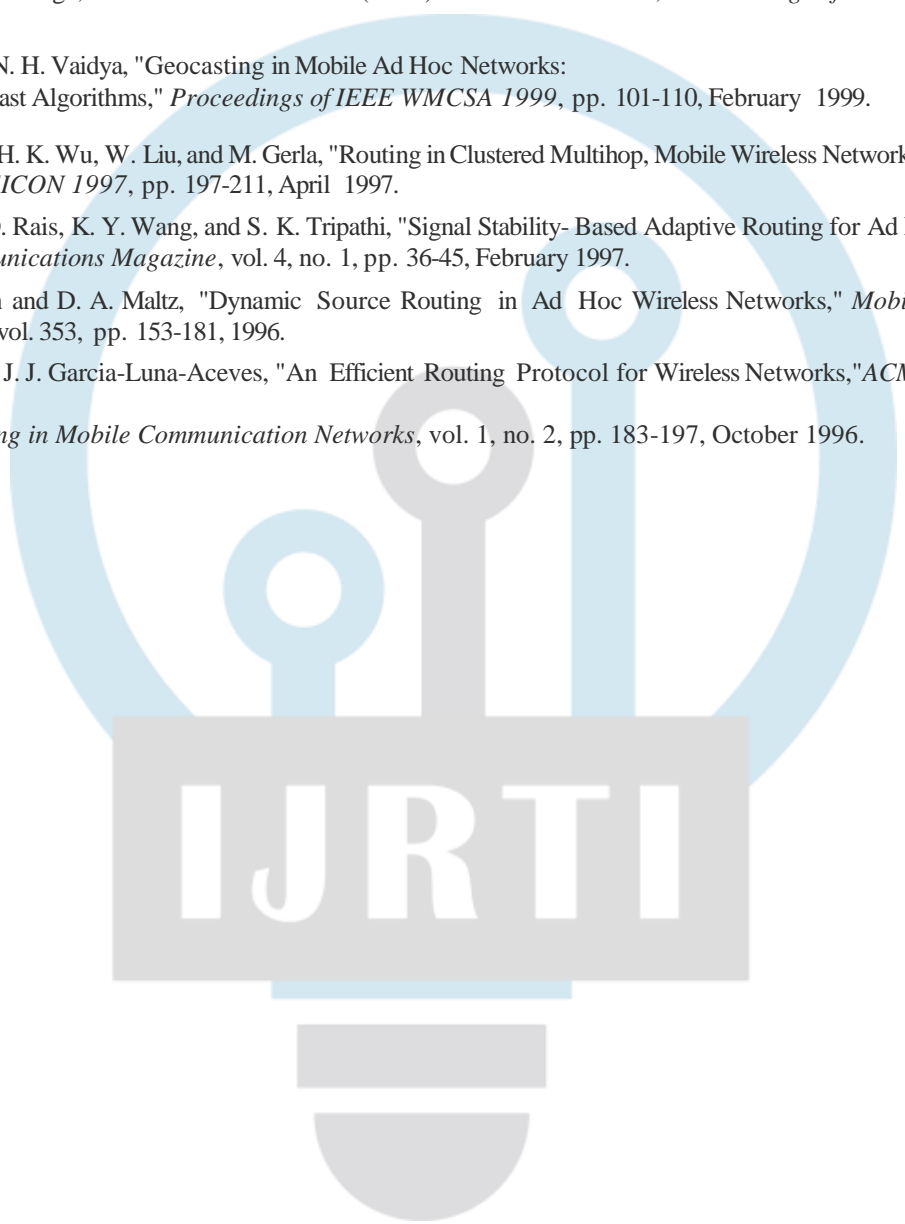 N. H. Vaidya, "Geocasting in Mobile Ad Hoc Networks:
ast Algorithms," Proceedings of IEEE WMCSA 1999, pp. 101-110, February 1999.
H. K. Wu, W. Liu, and M. Gerla, "Routing in Clustered Multihop, Mobile Wireless Network
ICON 1997, pp. 197-211, April 1997.
. Rais, K. Y. Wang, and S. K. Tripathi, "Signal Stability- Based Adaptive Routing for Ad
unications Magazine, vol. 4, no. 1, pp. 36-45, February 1997.
and D. A. Maltz, "Dynamic Source Routing in Ad Hoc Wireless Networks," Mobi
vol. 353, pp. 153-181, 1996.
J. J. Garcia-Luna-Aceves, "An Efficient Routing Protocol for Wireless Networks,"ACM
ng in Mobile Communication Networks, vol. 1, no. 2, pp. 183-197, October 1996.
IJRTI